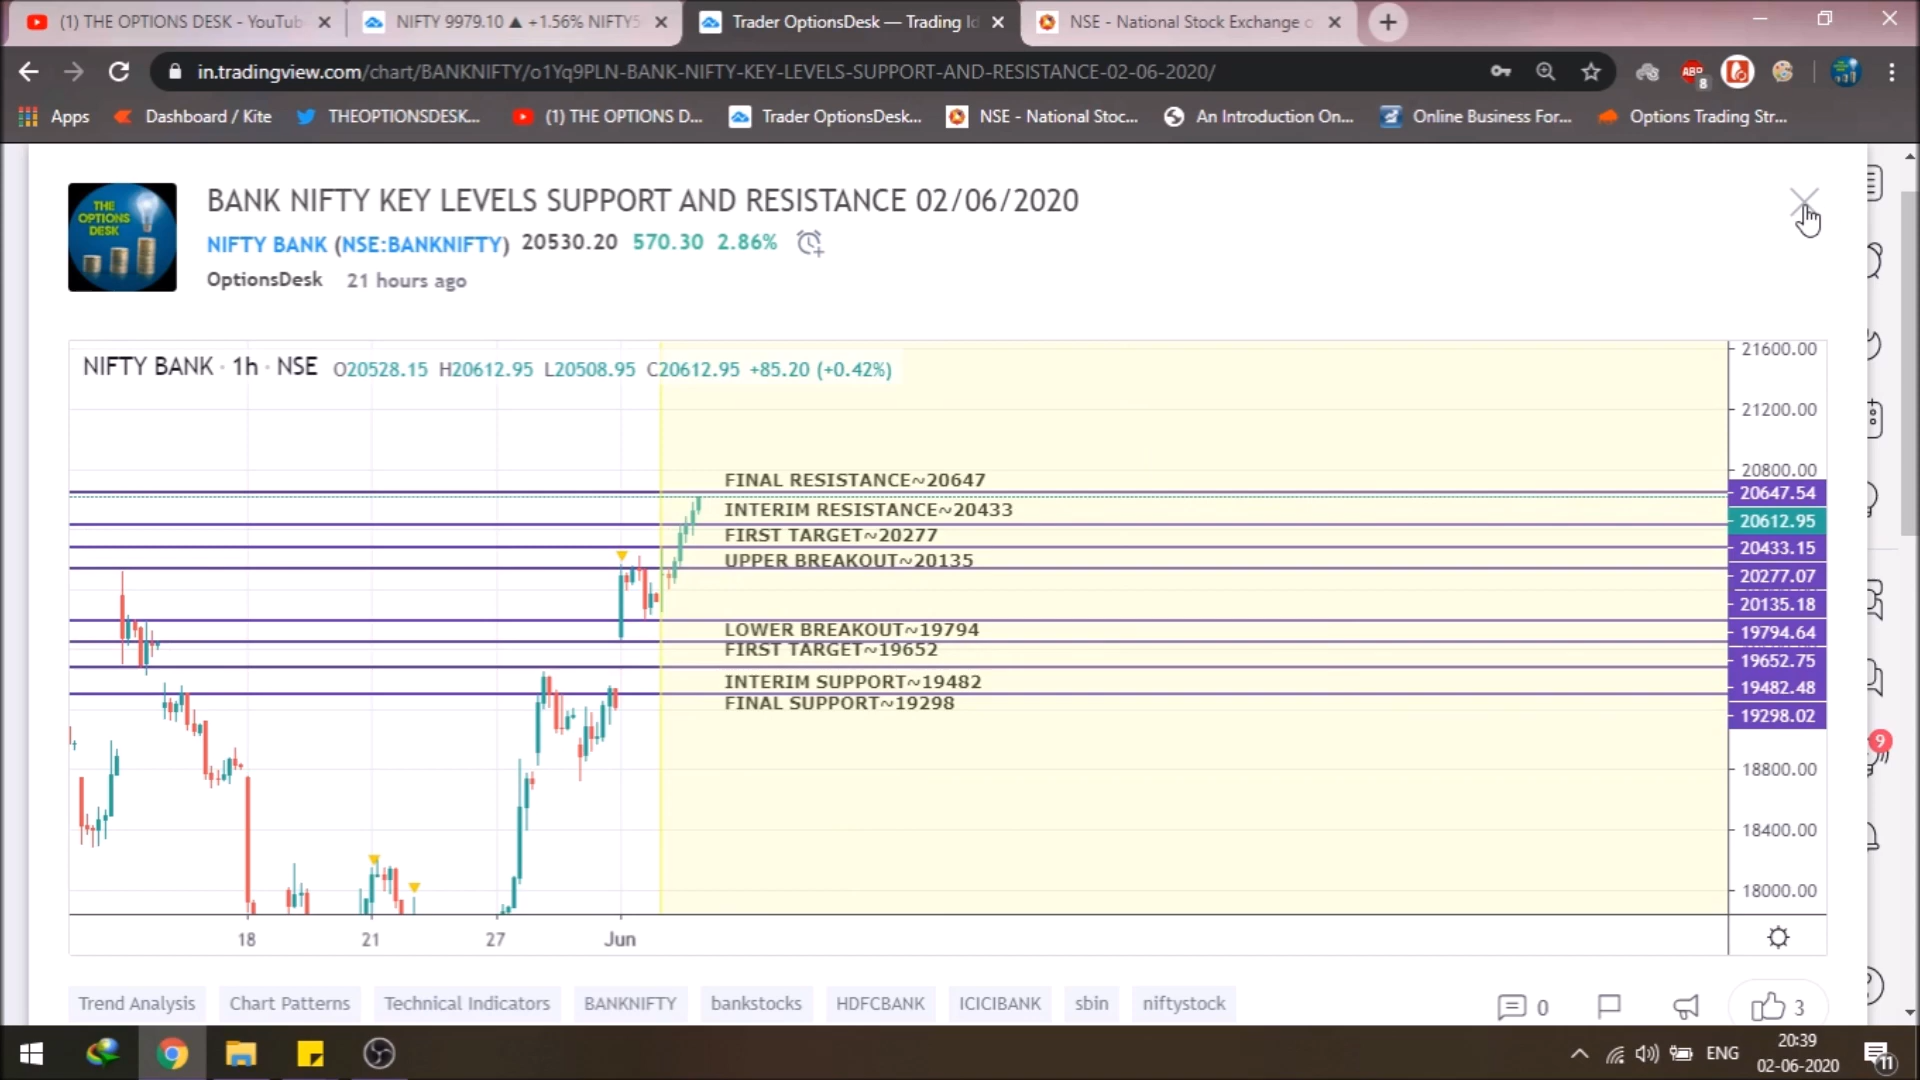 (1) THE OPTIONS DESK - YouTub
NIFTY 9979.10 ▲ +1.56% NIFTY5
Trader OptionsDesk — Trading Id
NSE - National Stock Exchange o
in.tradingview.com/chart/BANKNIFTY/o1Yq9PLN-BANK-NIFTY-KEY-LEVELS-SUPPORT-AND-RESISTANCE-02-06-2020/
ABP
8
Apps
Dashboard / Kite
THEOPTIONSDESK...
(1) THE OPTIONS D...
Trader OptionsDesk...
NSE - National Stoc...
An Introduction On...
Online Business For...
Options Trading Str...
THE
OPTIONS
DESK
BANK NIFTY KEY LEVELS SUPPORT AND RESISTANCE 02/06/2020
NIFTY BANK (NSE:BANKNIFTY) 20530.20 570.30 2.86%
OptionsDesk 21 hours ago
NIFTY BANK · 1h · NSE O20528.15 H20612.95 L20508.95 C20612.95 +85.20 (+0.42%)
21600.00
21200.00
20800.00
FINAL RESISTANCE~20647
20647.54
INTERIM RESISTANCE~20433
20612.95
FIRST TARGET~20277
20433.15
UPPER BREAKOUT~20135
20277.07
20135.18
LOWER BREAKOUT~19794
19794.64
FIRST TARGET~19652
19652.75
INTERIM SUPPORT~19482
19482.48
FINAL SUPPORT~19298
19298.02
9
18800.00
18400.00
18000.00
18
21
27
Jun
Trend Analysis
Chart Patterns
Technical Indicators
BANKNIFTY
bankstocks
HDFCBANK
ICICIBANK
sbin
niftystock
0
3
ENG
20:39
02-06-2020
11